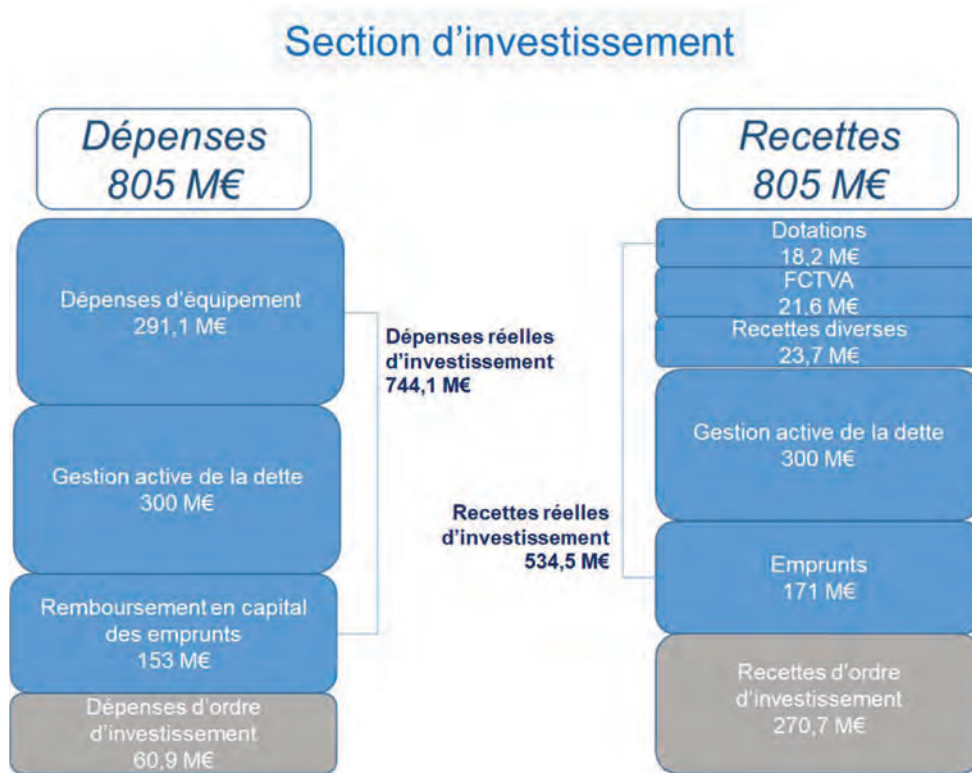 Section d'investissement
Dépenses
805 M€
Dépenses d'équipement
291,1 M€
Gestion active de la dette
300 M€
Remboursement en capital
des emprunts
153 M€
Dépenses d'ordre
d'investissement
60,9 M€
Dépenses réelles
d'investissement
744,1 M€
Recettes réelles
d'investissement
534,5 M€
Recettes
805 M€
Dotations
18,2 M€
FCTVA
21,6 M€
Recettes diverses
23,7 M€
Gestion active de la dette
300 M€
Emprunts
171 M€
Recettes d'ordre
d'investissement
270,7 M€